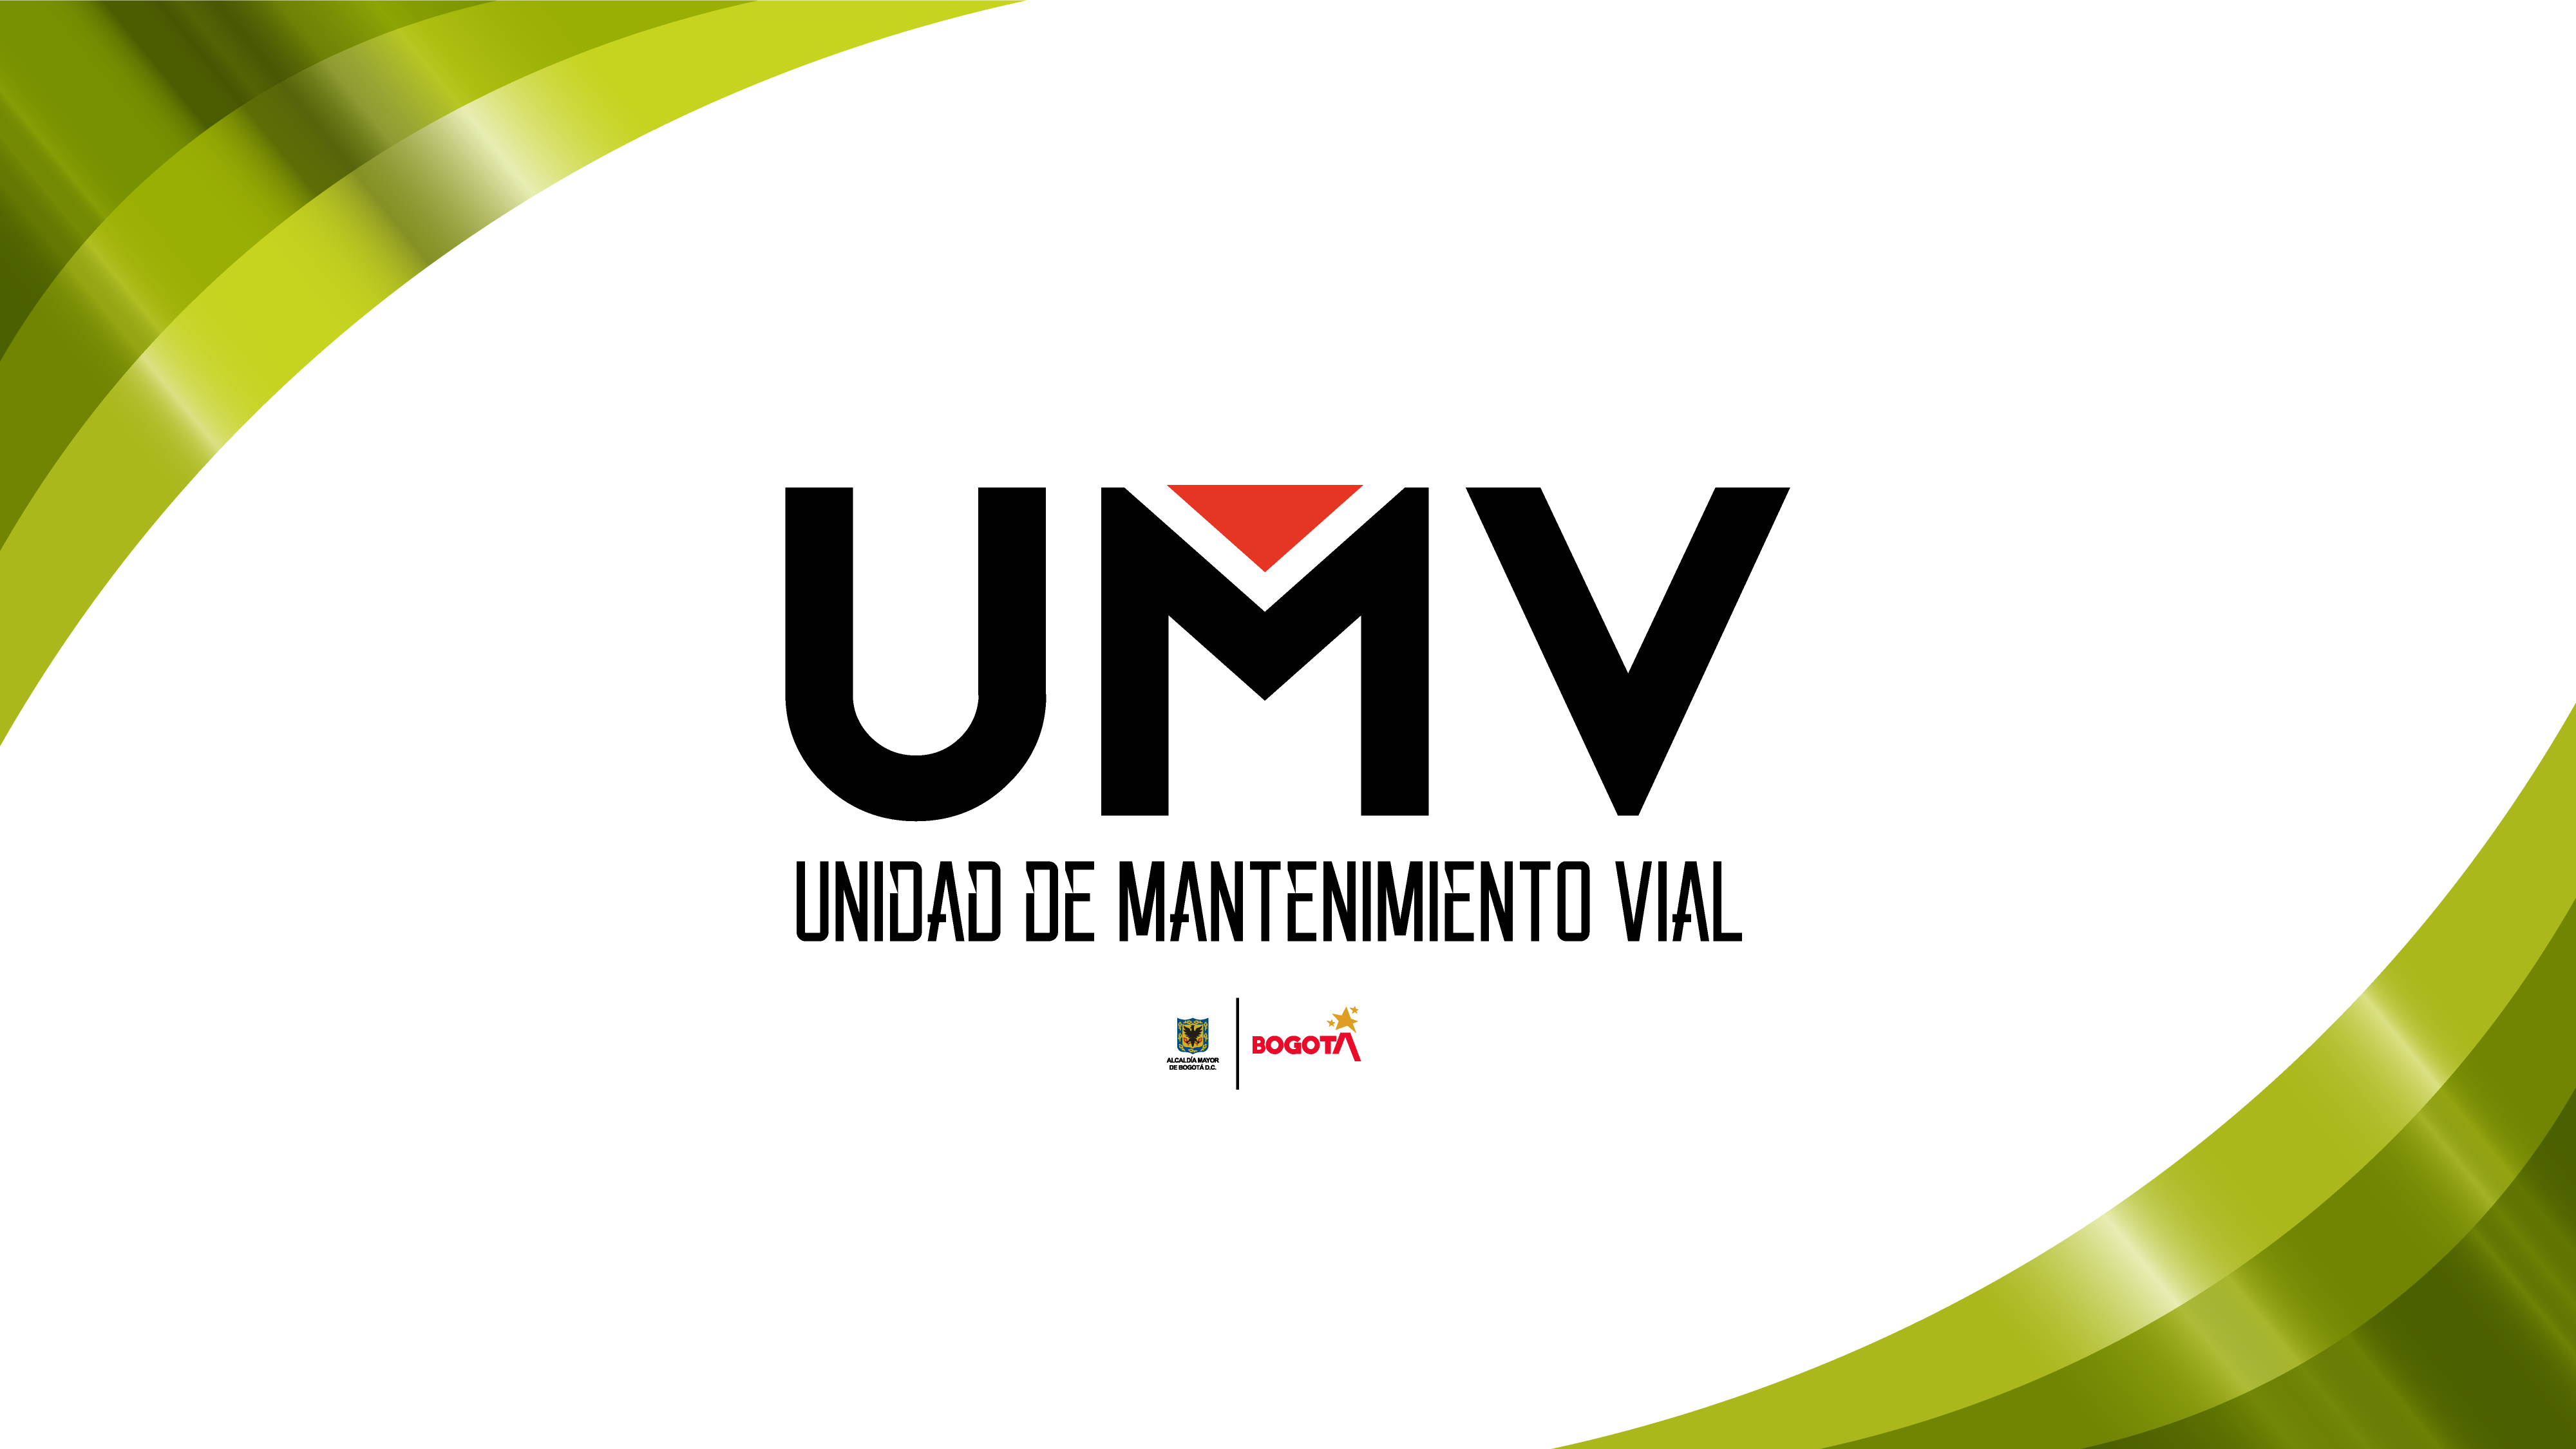 UMV
UNIDAD DE MANTENIMIENTO VIAL
ALCALDÍA MAYOR
DE BOGOTÁ D.C.
BOGOTÁ